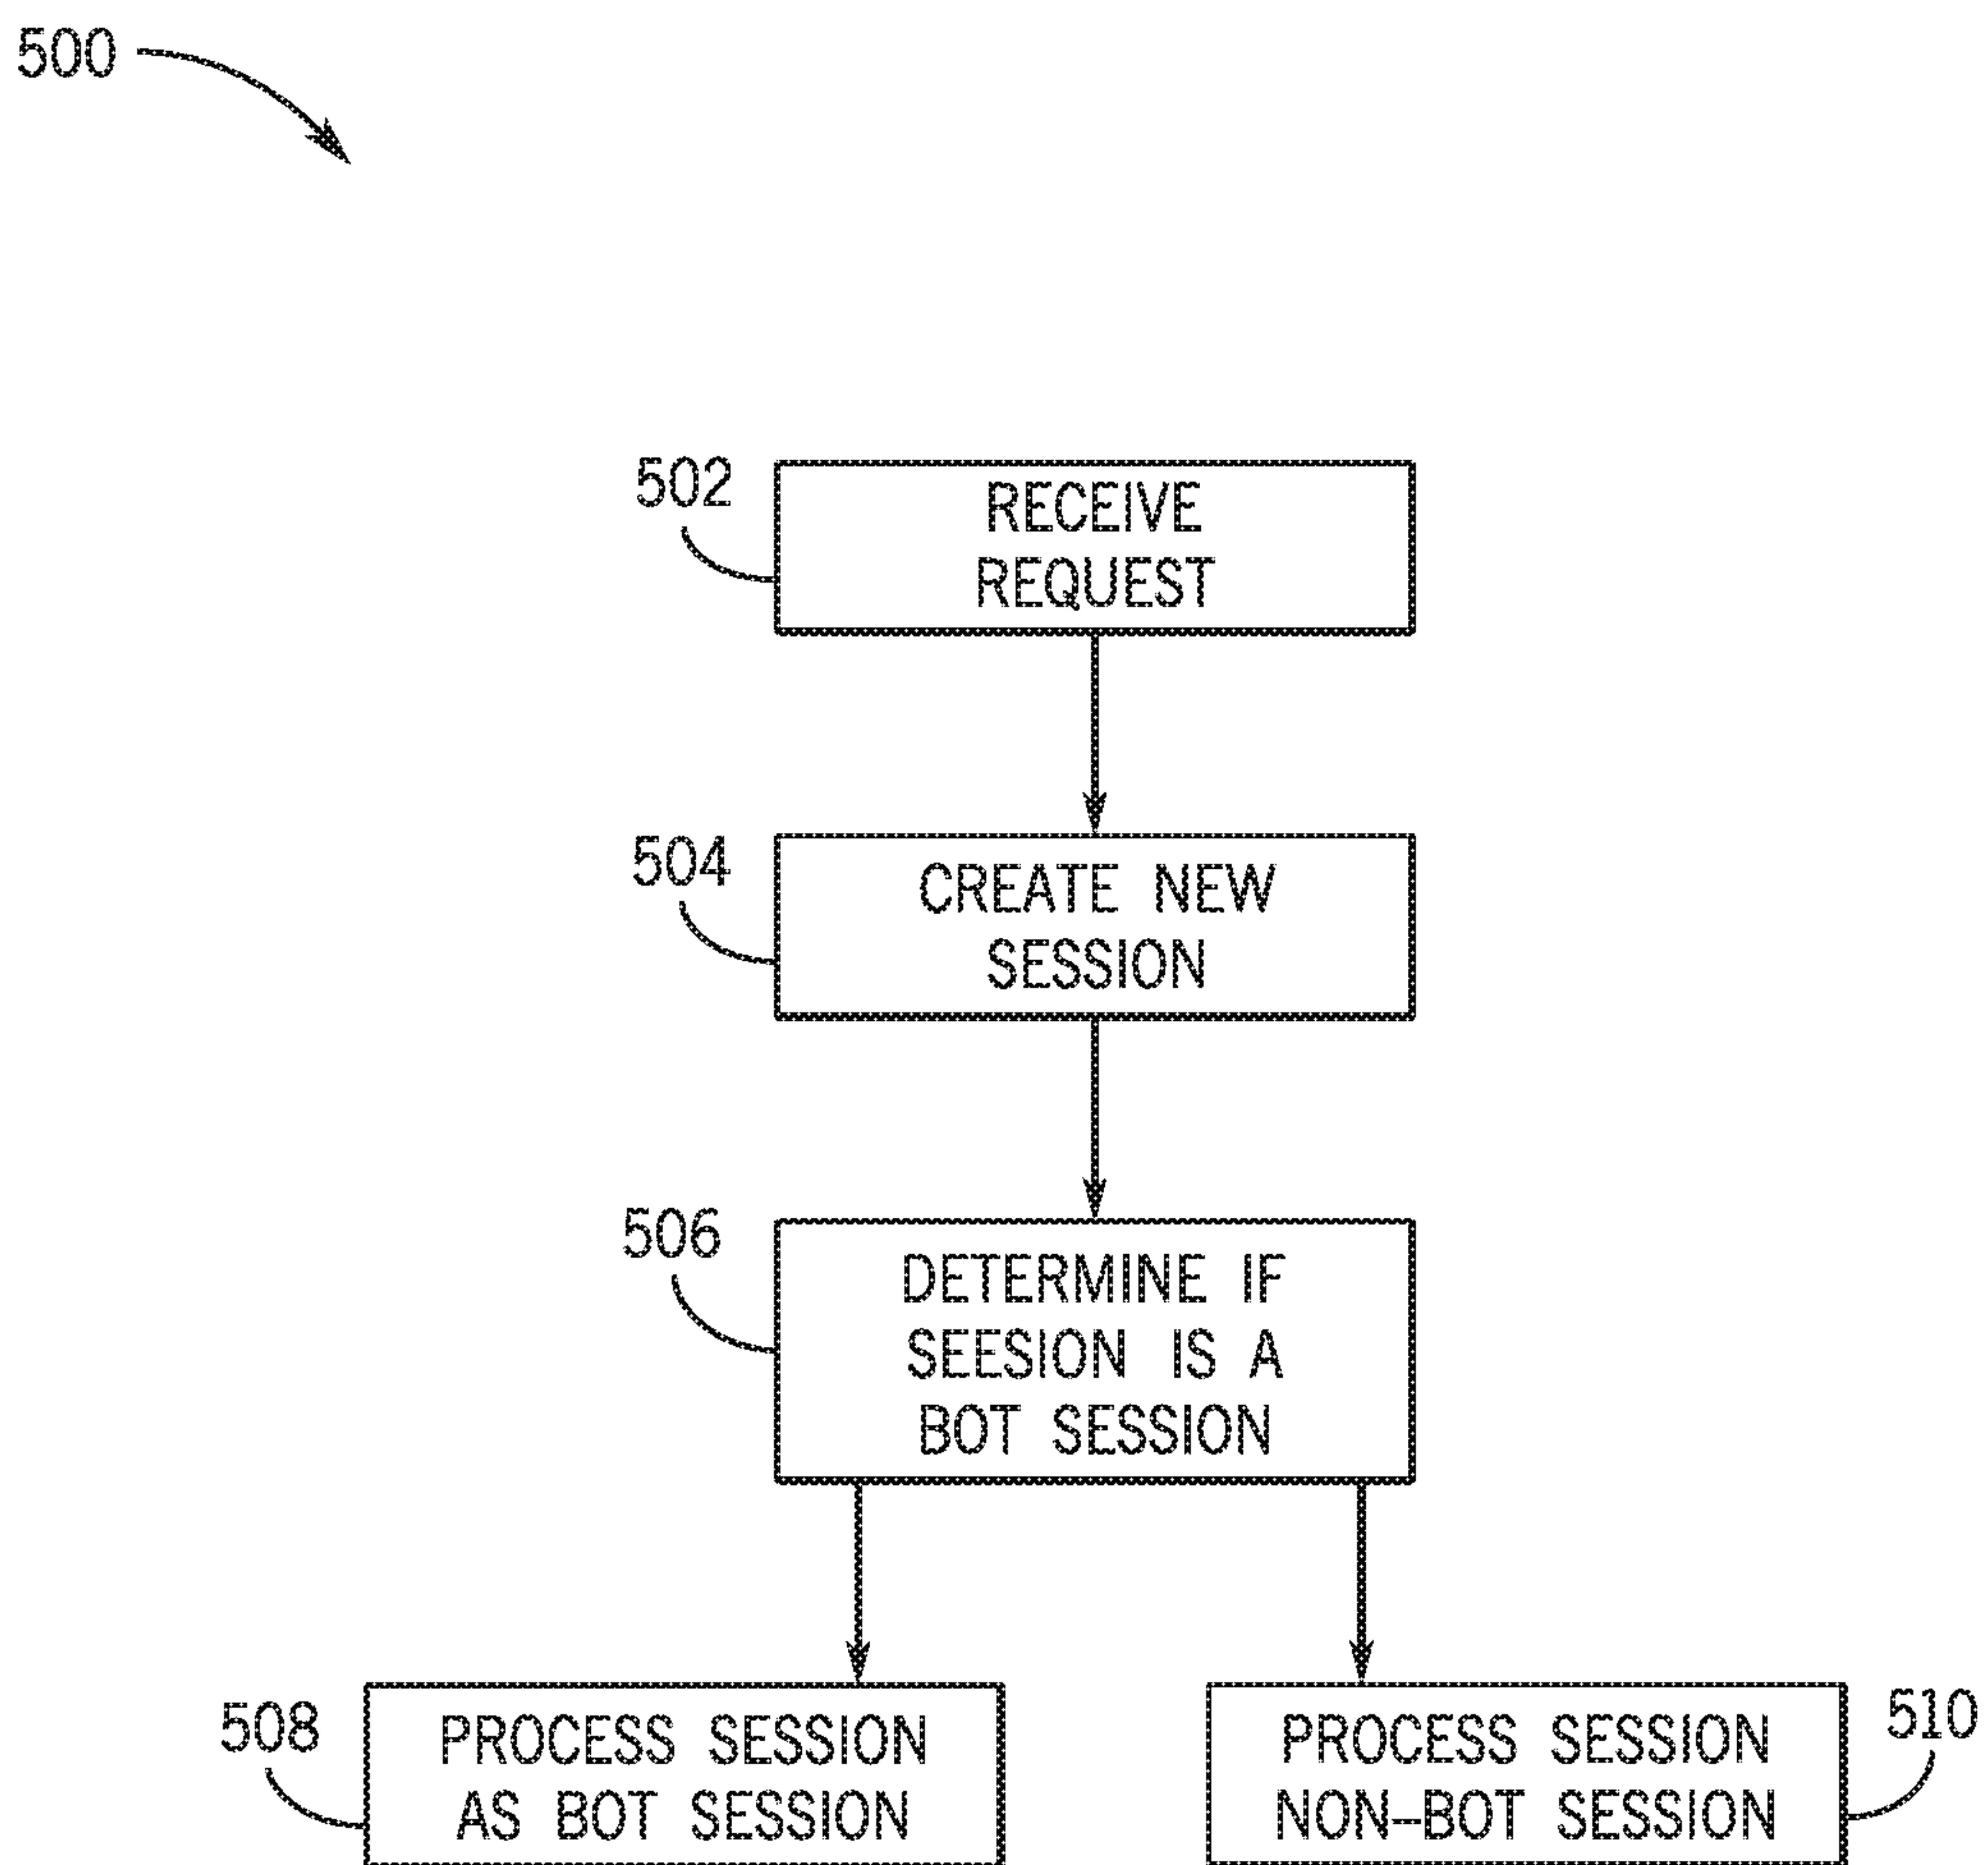 500
502
RECEIVE
REQUEST
504
CREATE NEW
SESSION
506
DETERMINE IF
SEESION IS A
BOT SESSION
508
PROCESS SESSION
AS BOT SESSION
PROCESS SESSION
NON-BOT SESSION
510